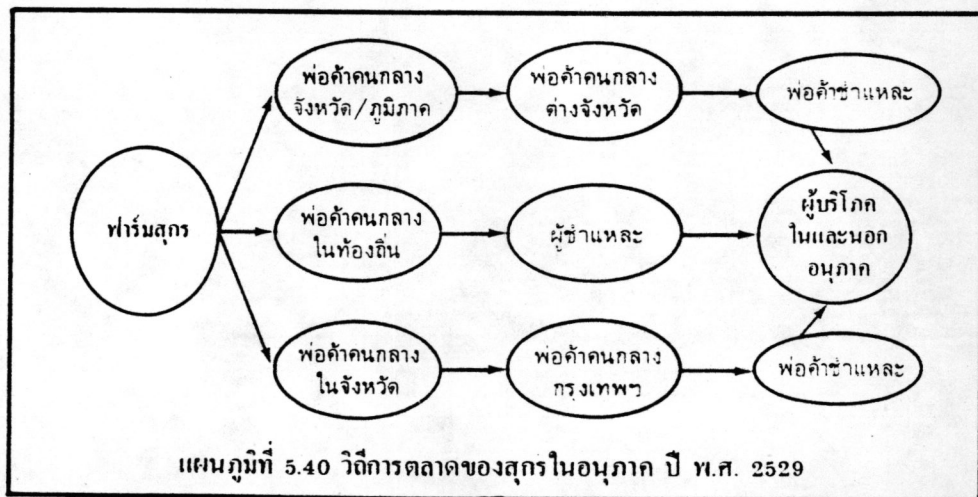 พ่อค้าคนกลาง
จังหวัด/ภูมิภาค
พ่อค้าคนกลาง
ต่างจังหวัด
พ่อค้าชำแหละ
ฟาร์มสุกร
พ่อค้าคนกลาง
ในท้องถิ่น
ผู้ชำแหละ
ผู้บริโภค
ในและนอก
อนุภาค
พ่อค้าคนกลาง
ในจังหวัด
พ่อค้าคนกลาง
กรุงเทพฯ
พ่อค้าชำแหละ
แผนภูมิที่ 5.40 วิถีการตลาดของสุกรในอนุภาค ปี พ.ศ. 2529